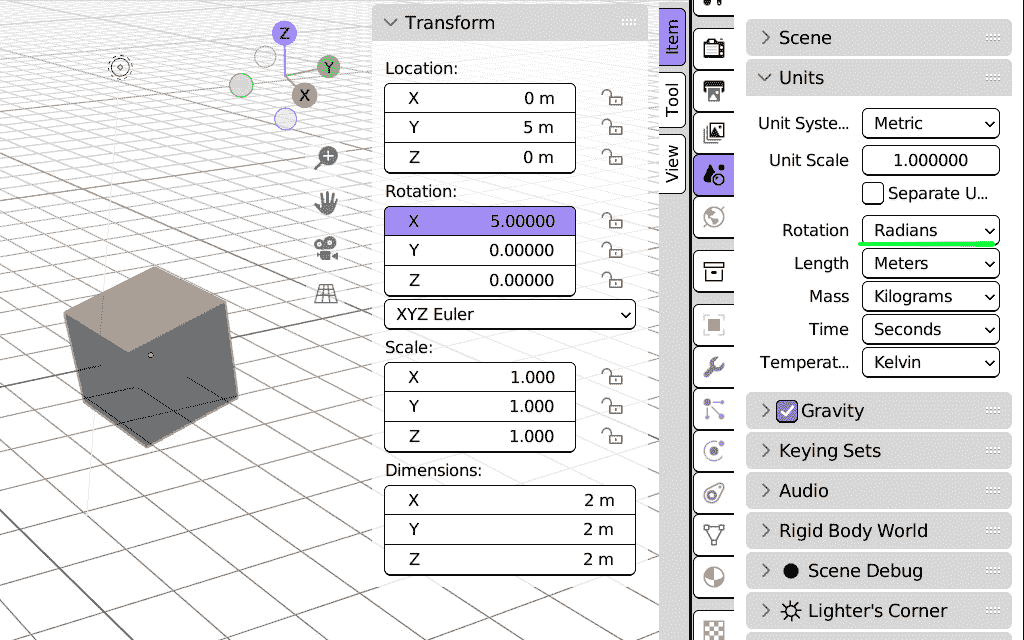 Z
Y
X
Transform
Location:
X 0 m
Y 5 m
Z 0 m
Rotation:
X 5.00000
Y 0.00000
Z 0.00000
XYZ Euler
Scale:
X 1.000
Y 1.000
Z 1.000
Dimensions:
X 2 m
Y 2 m
Z 2 m
Item
Tool
View
Scene
Units
Unit Syste... Metric
Unit Scale 1.000000
Separate U...
Rotation Radians
Length Meters
Mass Kilograms
Time Seconds
Temperat... Kelvin
Gravity
Keying Sets
Audio
Rigid Body World
Scene Debug
Lighter's Corner